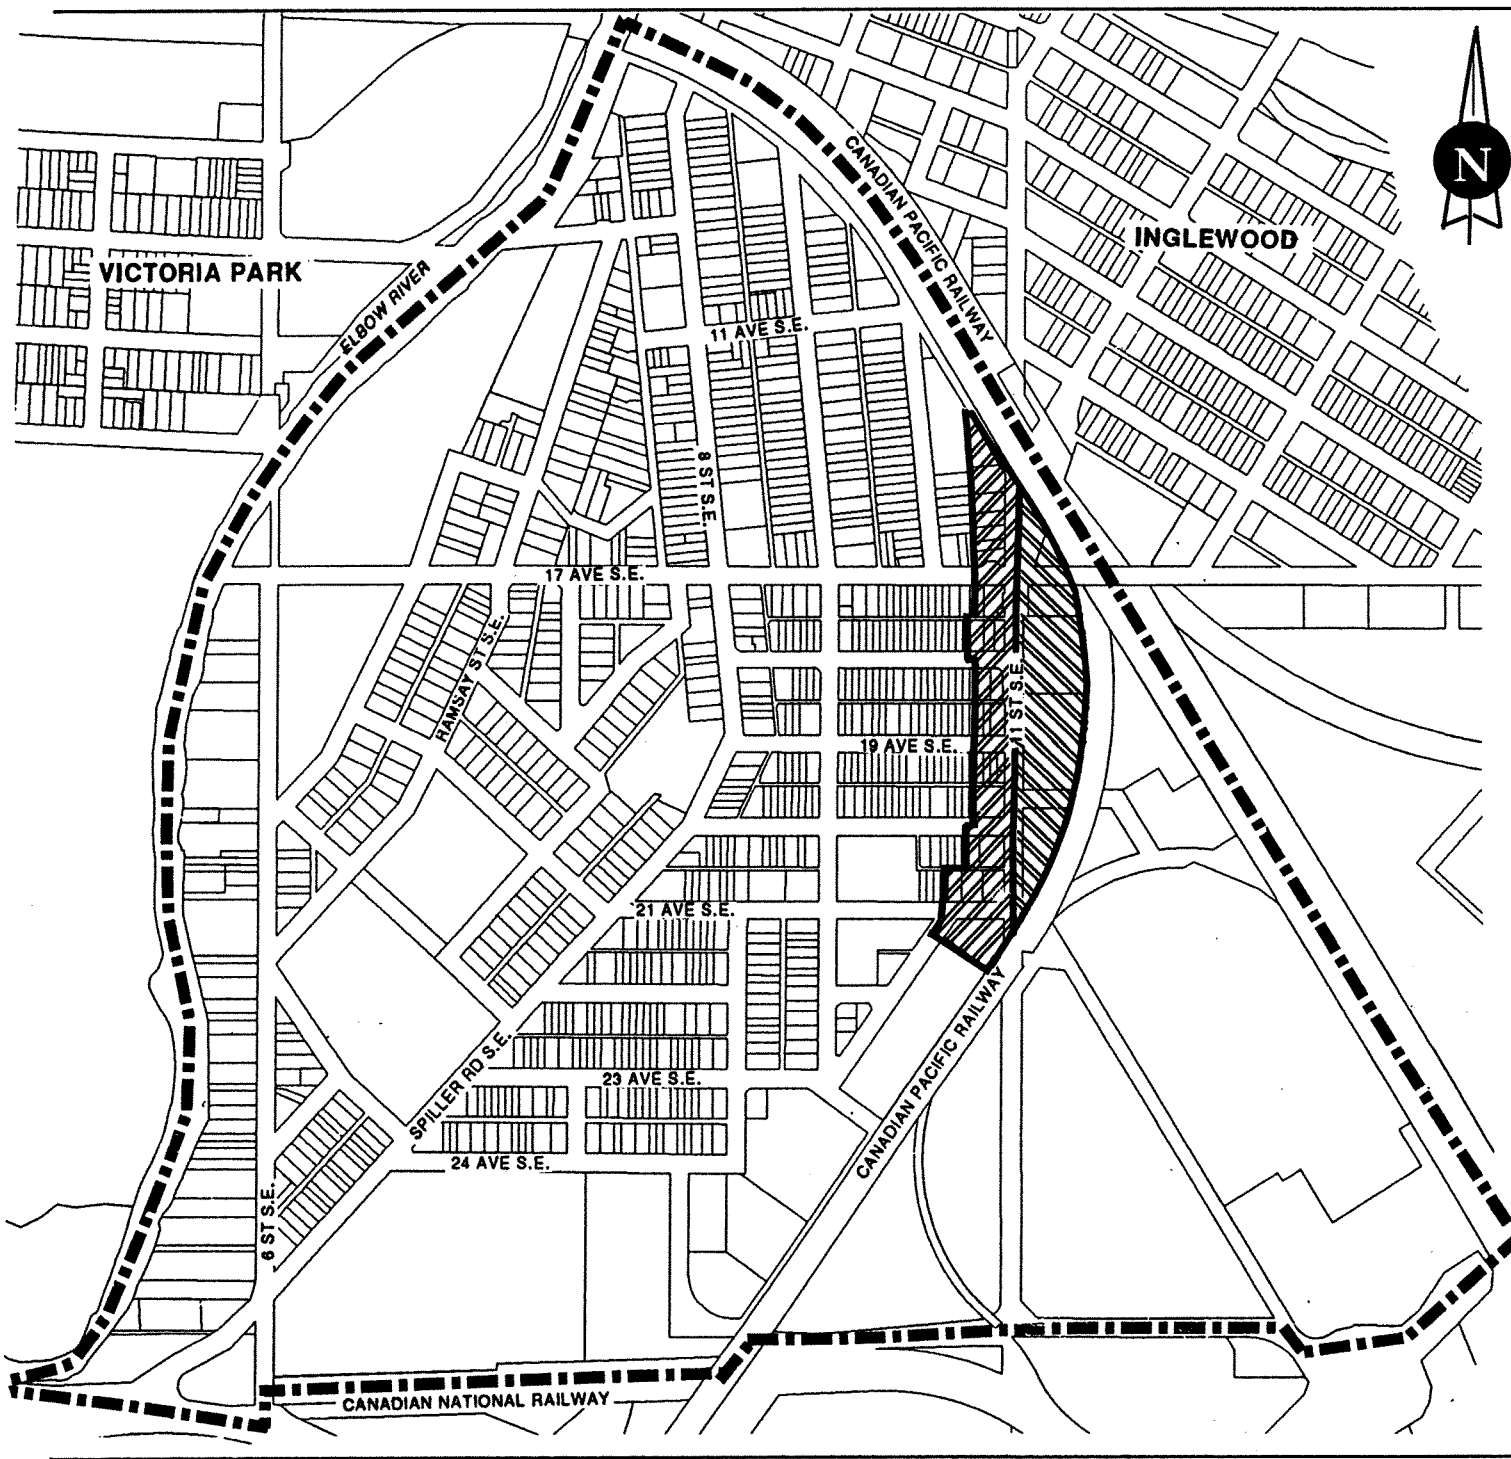 CANADIAN PACIFIC RAILWAY
N
INGLEWOOD
VICTORIA PARK
ELBOW RIVER
11 AVE S.E.
8 ST S.E.
17 AVE S.E.
RAMSAY ST S.E.
11 ST S.E.
19 AVE S.E.
21 AVE S.E.
CANADIAN PACIFIC RAILWAY
SPILLER RD S.E.
23 AVE S.E.
24 AVE S.E.
6 ST S.E.
CANADIAN NATIONAL RAILWAY